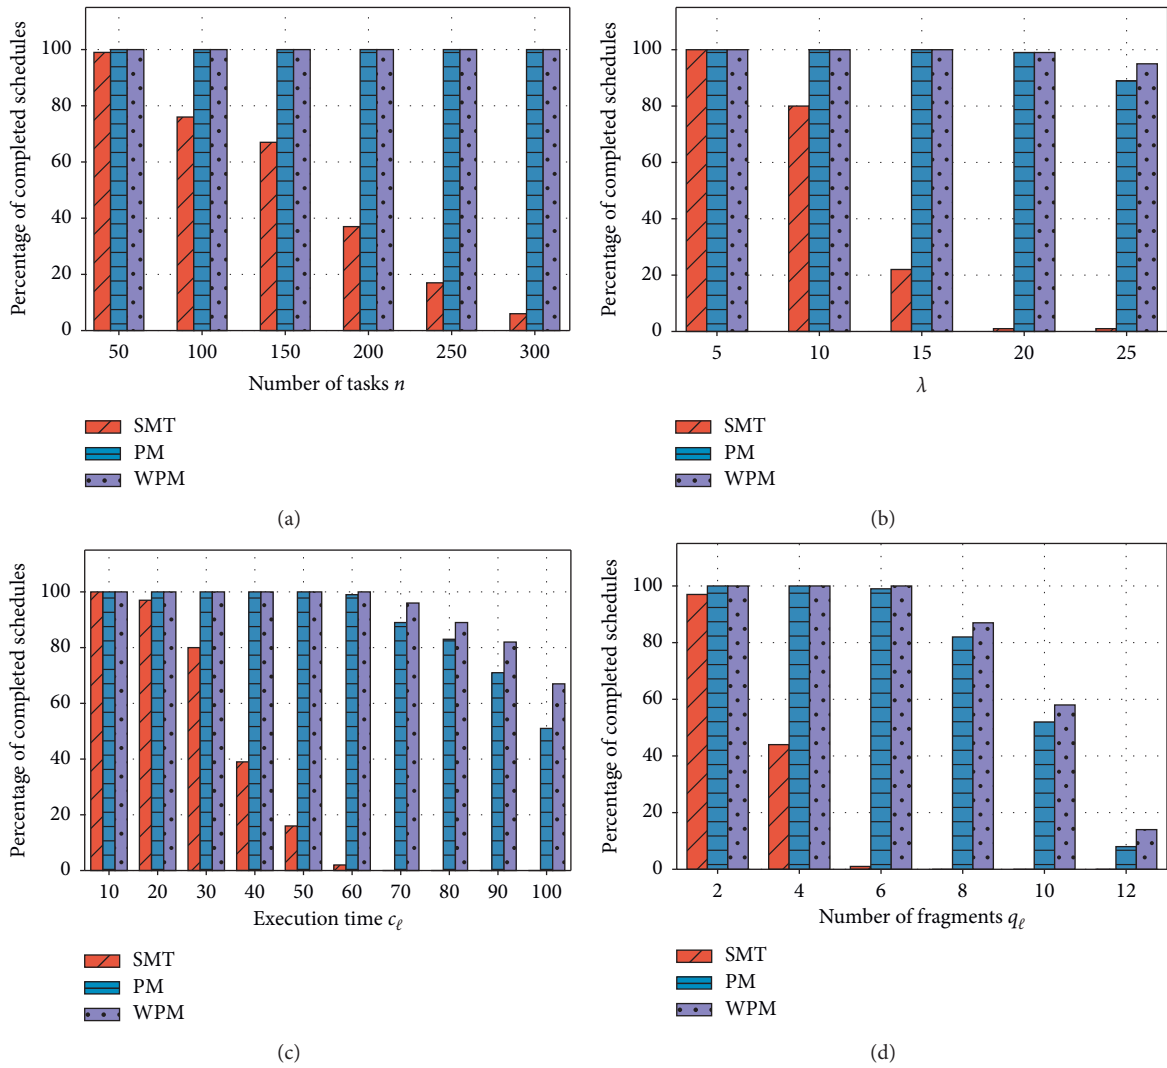 Percentage of completed schedules
100
80
60
40
20
0
50 100 150 200 250 300
Number of tasks n
SMT
PM
WPM
(a)
Percentage of completed schedules
100
80
60
40
20
0
5 10 15 20 25
λ
SMT
PM
WPM
(b)
Percentage of completed schedules
100
80
60
40
20
0
10 20 30 40 50 60 70 80 90 100
Execution time cℓ
SMT
PM
WPM
(c)
Percentage of completed schedules
100
80
60
40
20
0
2 4 6 8 10 12
Number of fragments qℓ
SMT
PM
WPM
(d)